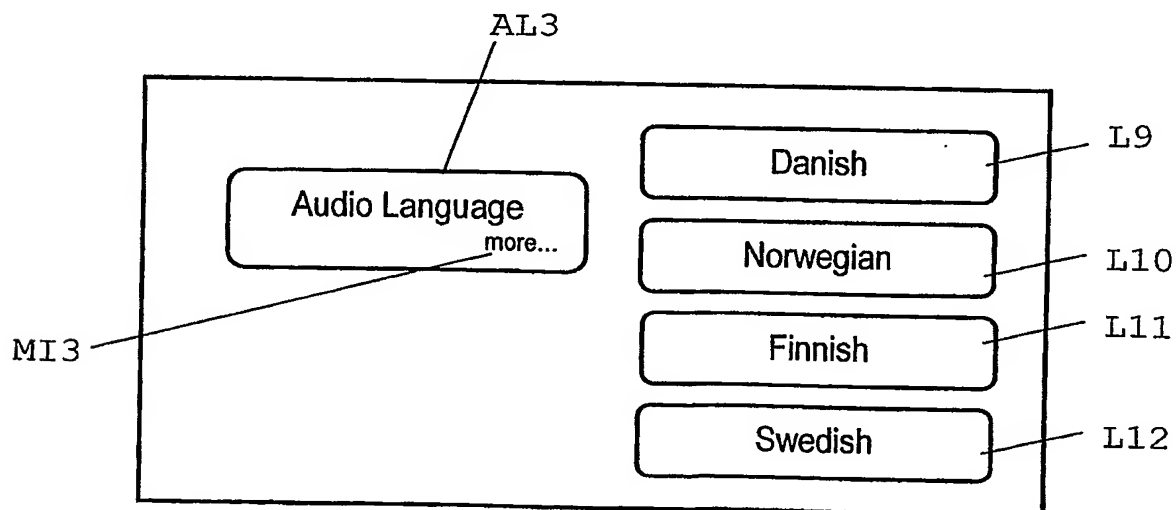 AL3
Danish
L9
Audio Language
more...
Norwegian
L10
MI3
Finnish
L11
Swedish
L12